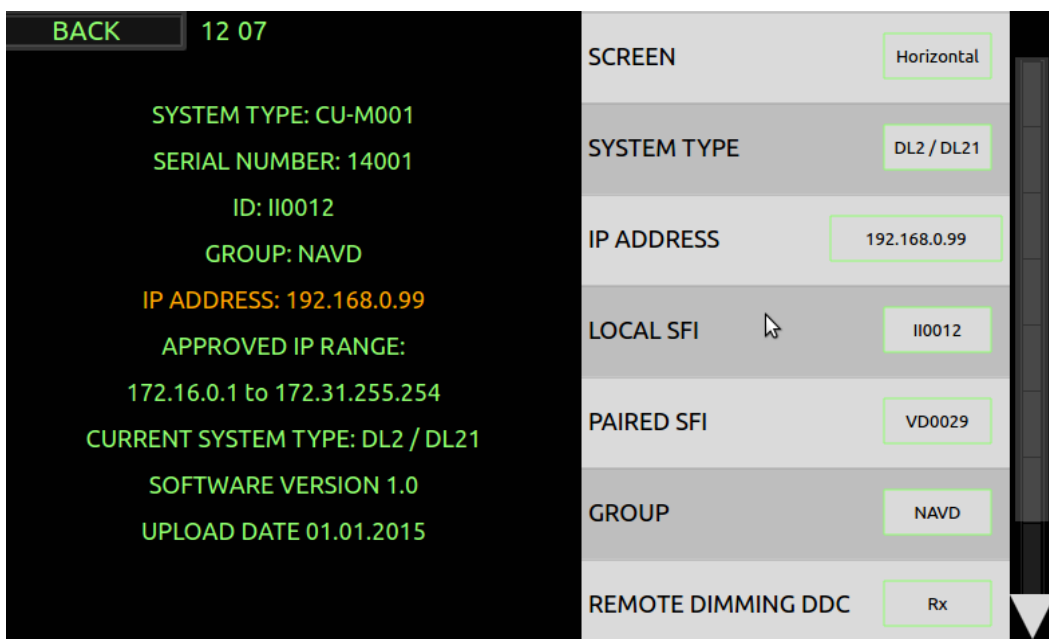 BACK 12 07
SYSTEM TYPE: CU-M001
SERIAL NUMBER: 14001
ID: II0012
GROUP: NAVD
IP ADDRESS: 192.168.0.99
APPROVED IP RANGE:
172.16.0.1 to 172.31.255.254
CURRENT SYSTEM TYPE: DL2 / DL21
SOFTWARE VERSION 1.0
UPLOAD DATE 01.01.2015
SCREEN Horizontal
SYSTEM TYPE DL2 / DL21
IP ADDRESS 192.168.0.99
LOCAL SFI II0012
PAIRED SFI VD0029
GROUP NAVD
REMOTE DIMMING DDC Rx